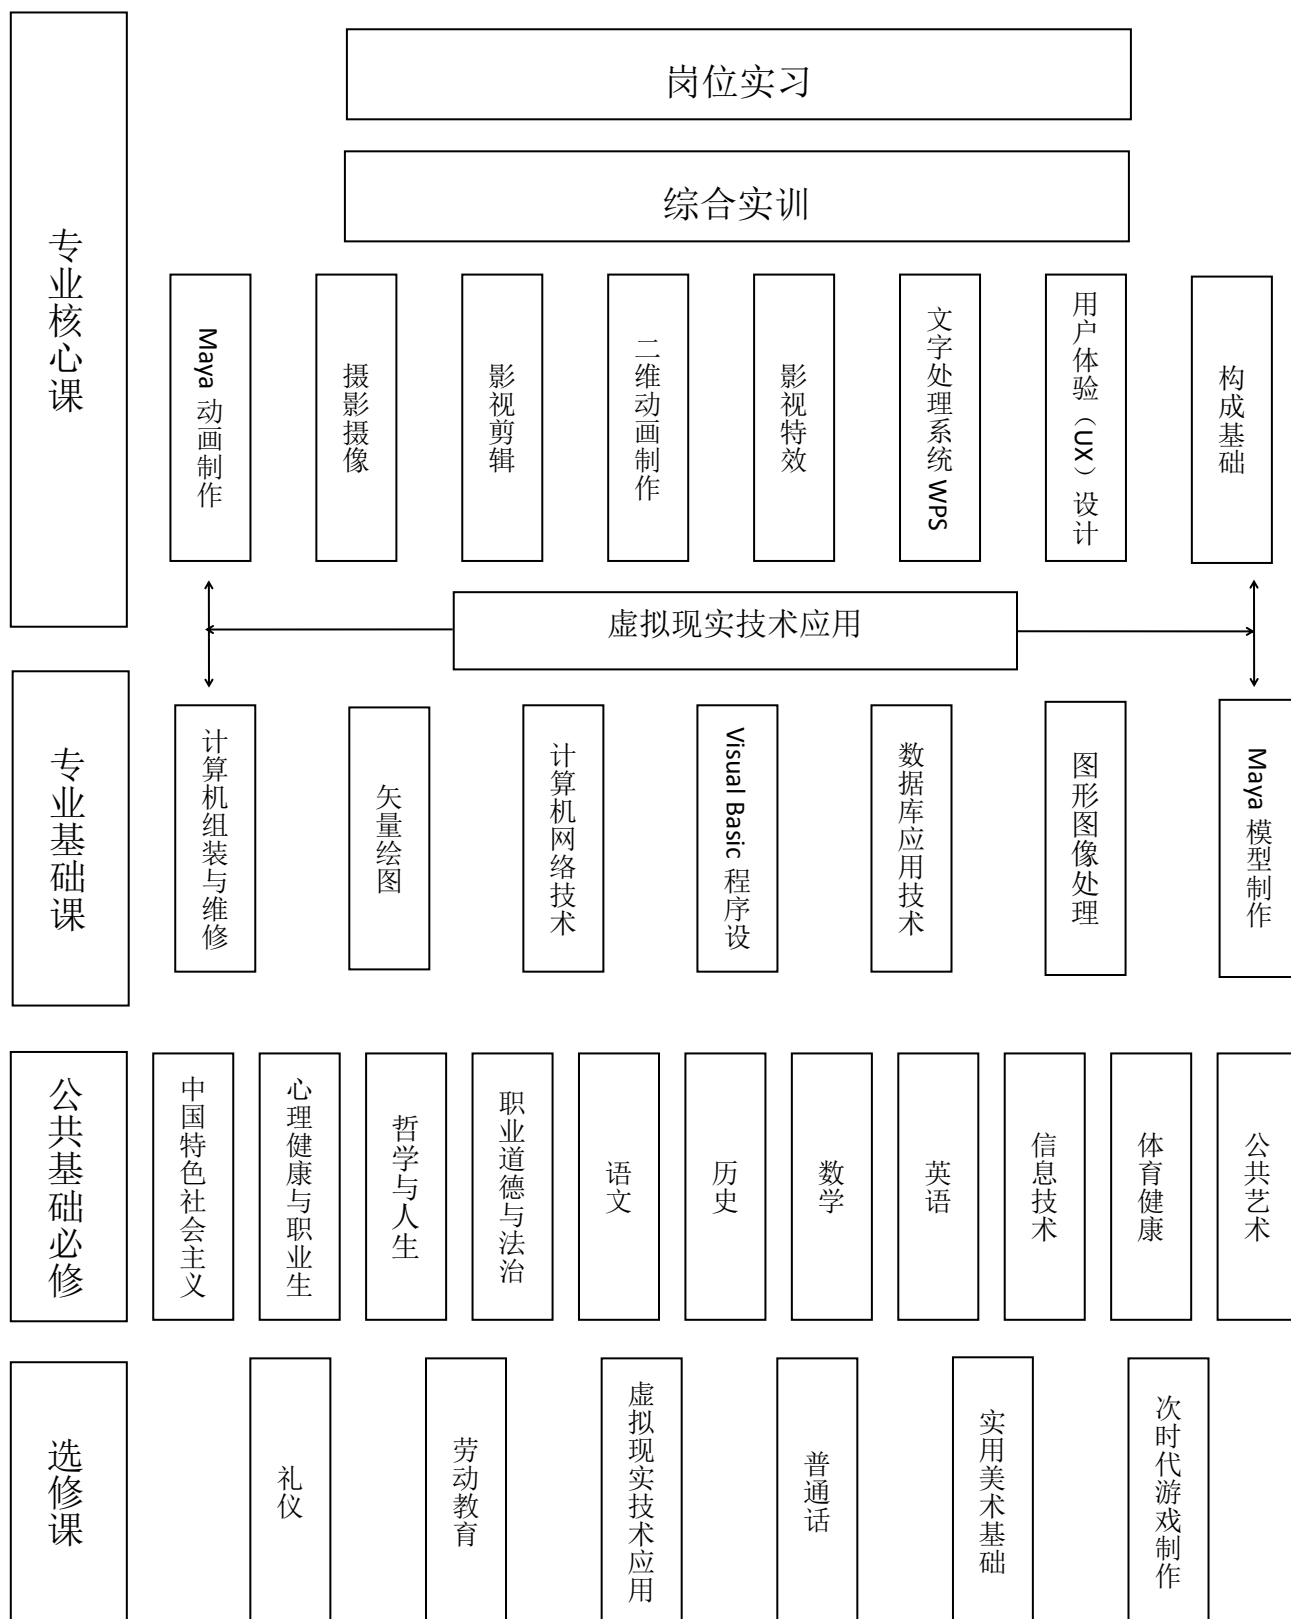 专业核心课
岗位实习
综合实训
Maya 动画制作
摄影摄像
影视剪辑
二维动画制作
影视特效
文字处理系统 WPS
用户体验（UX）设计
构成基础
虚拟现实技术应用
专业基础课
计算机组装与维修
矢量绘图
计算机网络技术
Visual Basic 程序设
数据库应用技术
图形图像处理
Maya 模型制作
公共基础必修
中国特色社会主义
心理健康与职业生
哲学与人生
职业道德与法治
语文
历史
数学
英语
信息技术
体育健康
公共艺术
选修课
礼仪
劳动教育
虚拟现实技术应用
普通话
实用美术基础
次时代游戏制作